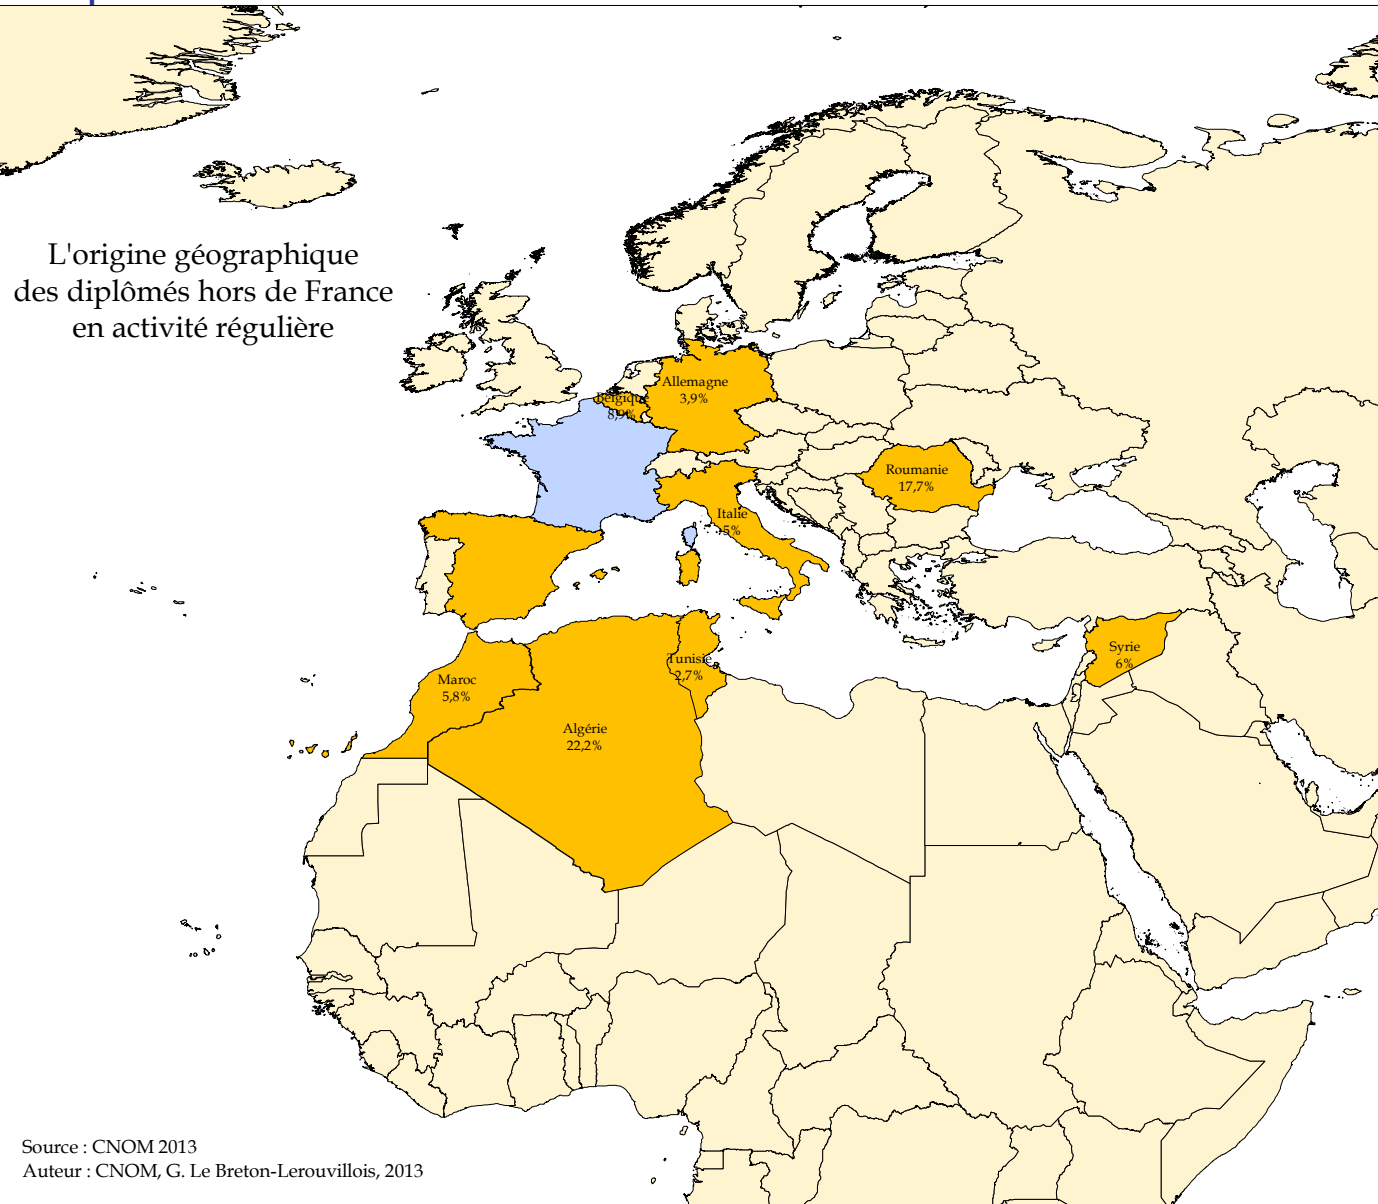 L'origine géographique
des diplômés hors de France
en activité régulière
Allemagne
3,9%
Belgique
8,9%
Roumanie
17,7%
Italie
5%
Syrie
6%
Tunisie
2,7%
Maroc
5,8%
Algérie
22,2%
Source : CNOM 2013
Auteur : CNOM, G. Le Breton-Lerouvillois, 2013